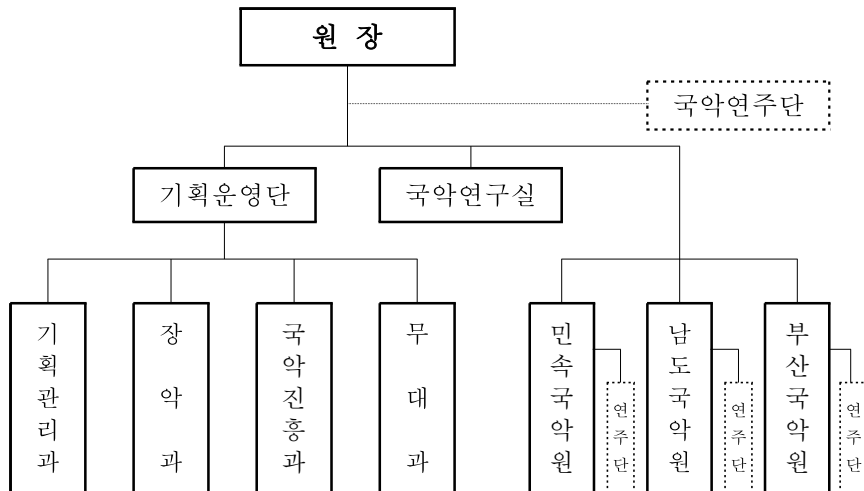 원 장
국악연주단
기획운영단
국악연구실
기획관리과
장악과
국악진흥과
무대과
민속국악원
연주단
남도국악원
연주단
부산국악원
연주단